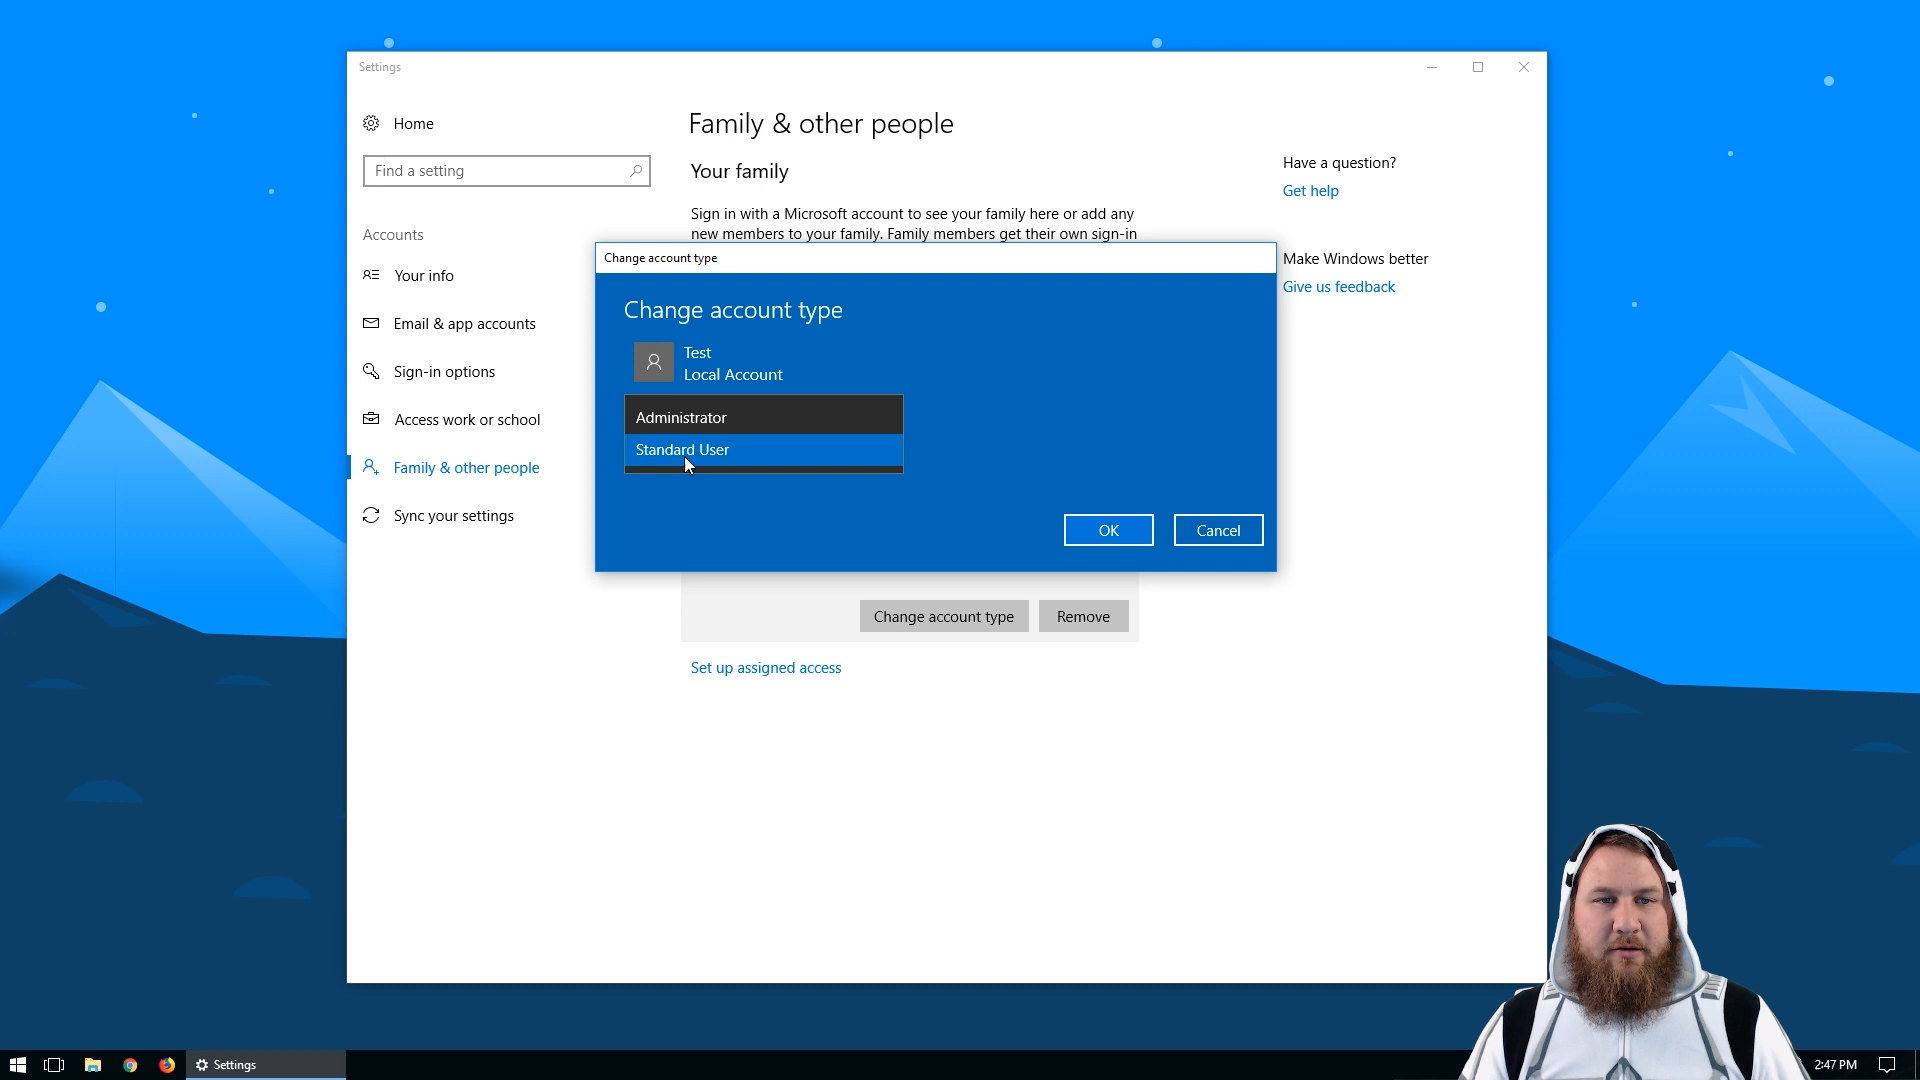 Settings
Home
Find a setting
Accounts
Your info
Email & app accounts
Sign-in options
Access work or school
Family & other people
Sync your settings
Family & other people
Your family
Sign in with a Microsoft account to see your family here or add any
new members to your family. Family members get their own sign-in
Have a question?
Get help
Make Windows better
Give us feedback
Change account type
Change account type
Test
Local Account
Administrator
Standard User
OK
Cancel
Change account type
Remove
Set up assigned access
Settings
2:47 PM